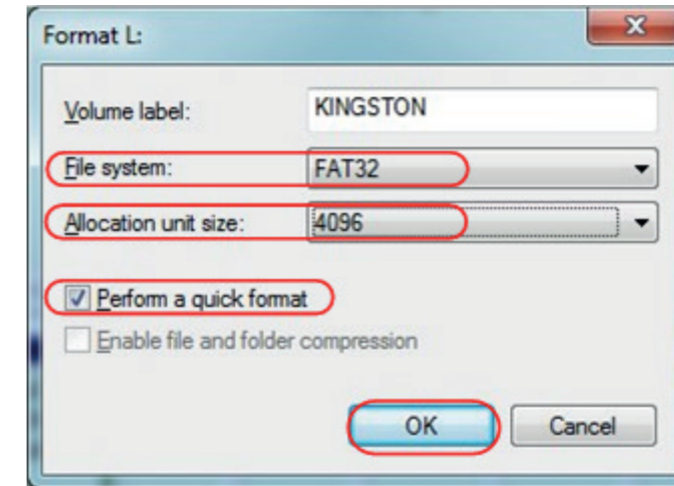 Format L:
Volume label: KINGSTON
File system: FAT32
Allocation unit size: 4096
Perform a quick format
Enable file and folder compression
OK Cancel